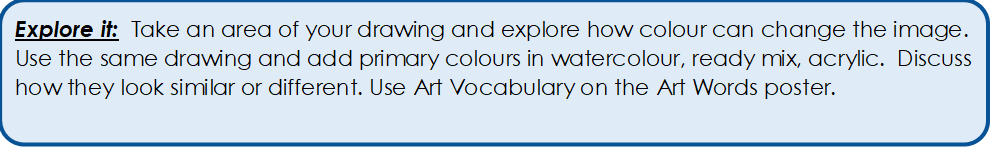 Explore it: Take an area of your drawing and explore how colour can change the image.
Use the same drawing and add primary colours in watercolour, ready mix, acrylic. Discuss
how they look similar or different. Use Art Vocabulary on the Art Words poster.